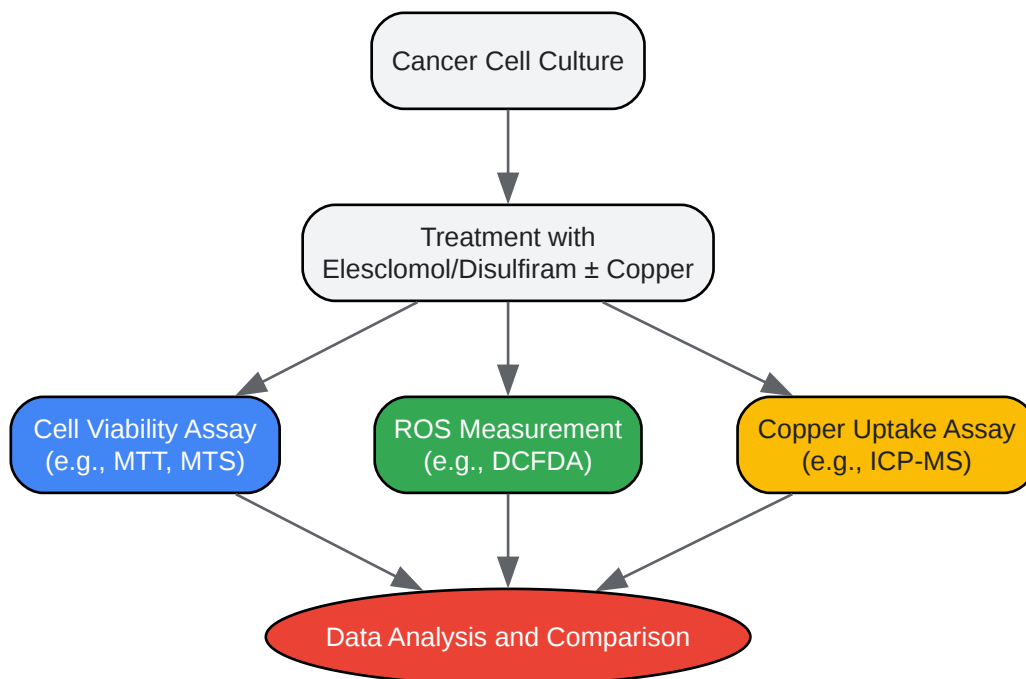 Cancer Cell Culture
Treatment with
Elesclomol/Disulfiram ± Copper
Cell Viability Assay
(e.g., MTT, MTS)
ROS Measurement
(e.g., DCFDA)
Copper Uptake Assay
(e.g., ICP-MS)
Data Analysis and Comparison